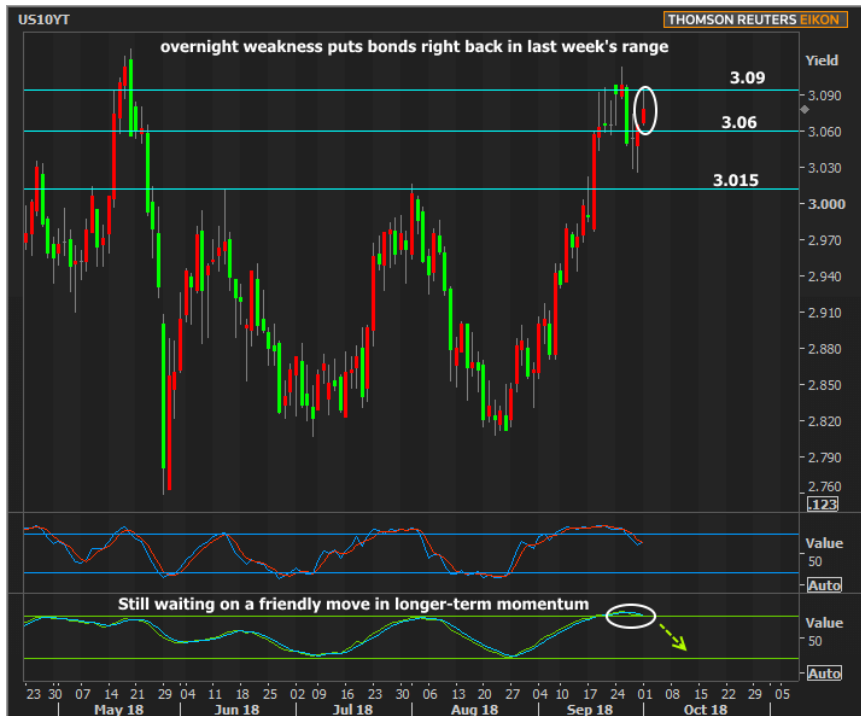 US10YT
THOMSON REUTERS EIKON
overnight weakness puts bonds right back in last week's range
Yield
3.09
3.090
3.06
3.060
3.030
3.015
3.000
2.970
2.940
2.910
2.880
2.850
2.820
2.790
2.760
.123
Value
50
Auto
Still waiting on a friendly move in longer-term momentum
Value
50
Auto
23 30 07 14 21 29 04 11 18 25 02 09 16 23 30 06 13 20 27 04 10 17 24 01 08 15 22 29 05
May 18 Jun 18 Jul 18 Aug 18 Sep 18 Oct 18